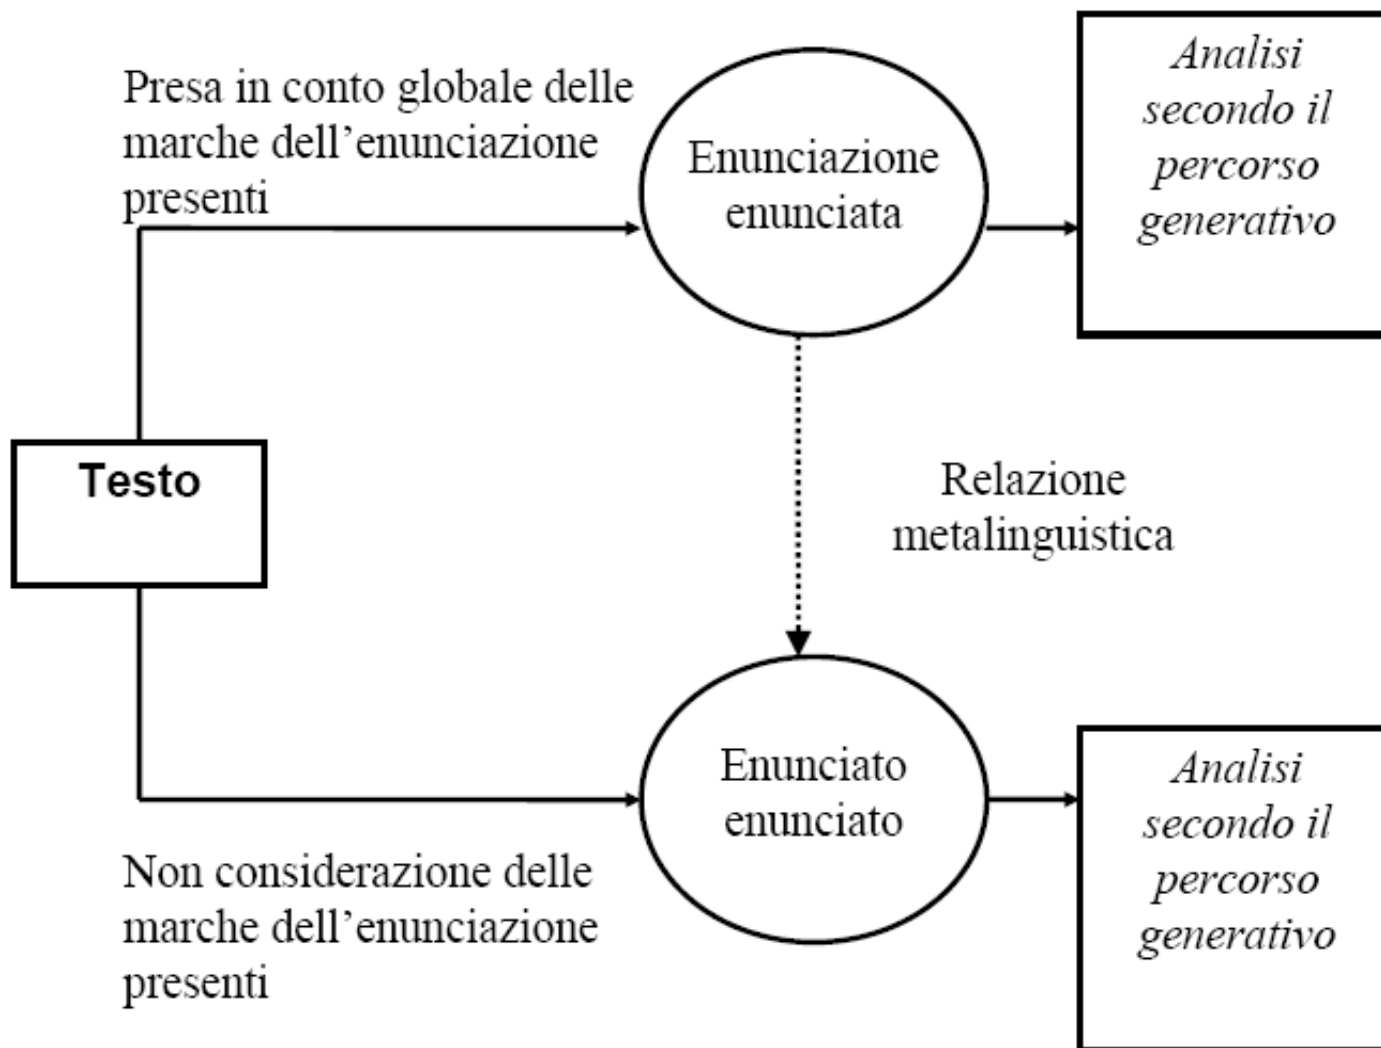 Presa in conto globale delle
marche dell’enunciazione
presenti
Enunciazione
enunciata
Analisi
secondo il
percorso
generativo
Testo
Relazione
metalinguistica
Enunciato
enunciato
Analisi
secondo il
percorso
generativo
Non considerazione delle
marche dell’enunciazione
presenti